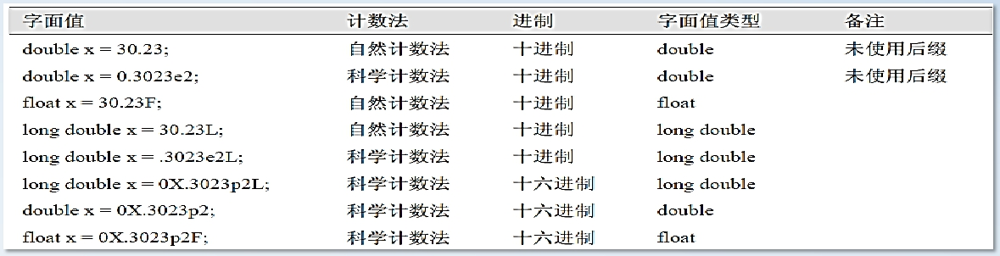 字面值 计数法 进制 字面值类型 备注
double x = 30.23; 自然计数法 十进制 double 未使用后缀
double x = 0.3023e2; 科学计数法 十进制 double 未使用后缀
float x = 30.23F; 自然计数法 十进制 float
long double x = 30.23L; 自然计数法 十进制 long double
long double x = .3023e2L; 科学计数法 十进制 long double
long double x = 0X.3023p2L; 科学计数法 十六进制 long double
double x = 0X.3023p2; 科学计数法 十六进制 double
float x = 0X.3023p2F; 科学计数法 十六进制 float